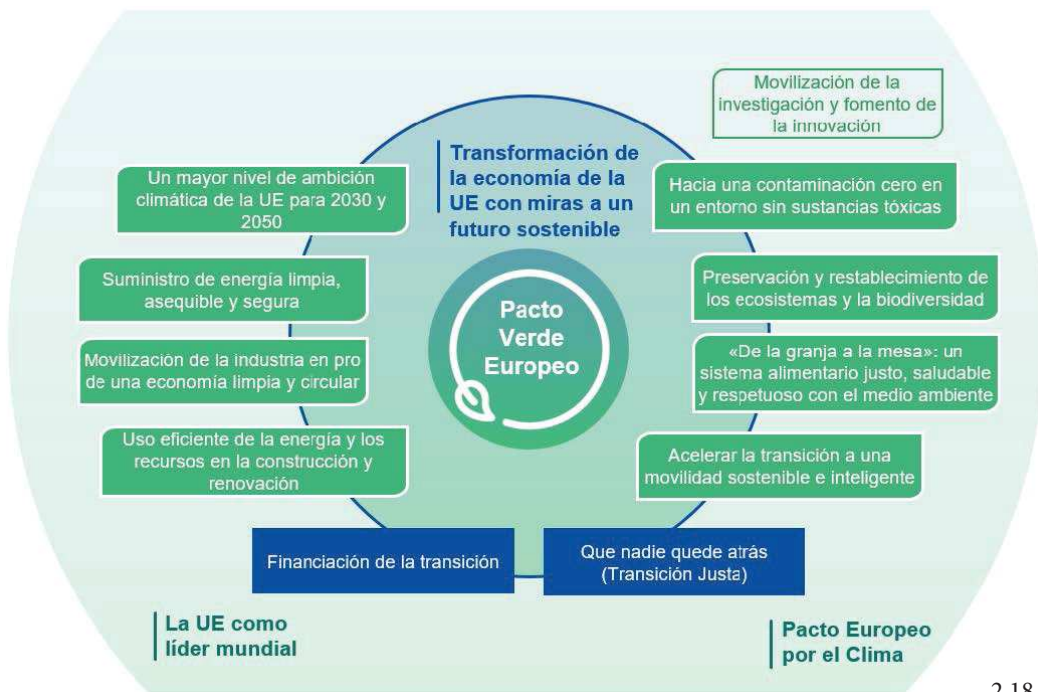 Movilización de la
investigación y fomento de
la innovación
Transformación de
la economía de la
UE con miras a un
futuro sostenible
Un mayor nivel de ambición
climática de la UE para 2030 y
2050
Hacia una contaminación cero en
un entorno sin sustancias tóxicas
Suministro de energía limpia,
asequible y segura
Preservación y restablecimiento de
los ecosistemas y la biodiversidad
Pacto
Verde
Europeo
Movilización de la industria en pro
de una economía limpia y circular
«De la granja a la mesa»: un
sistema alimentario justo, saludable
y respetuoso con el medio ambiente
Uso eficiente de la energía y los
recursos en la construcción y
renovación
Acelerar la transición a una
movilidad sostenible e inteligente
Financiación de la transición
Que nadie quede atrás
(Transición Justa)
La UE como
líder mundial
Pacto Europeo
por el Clima
2.18